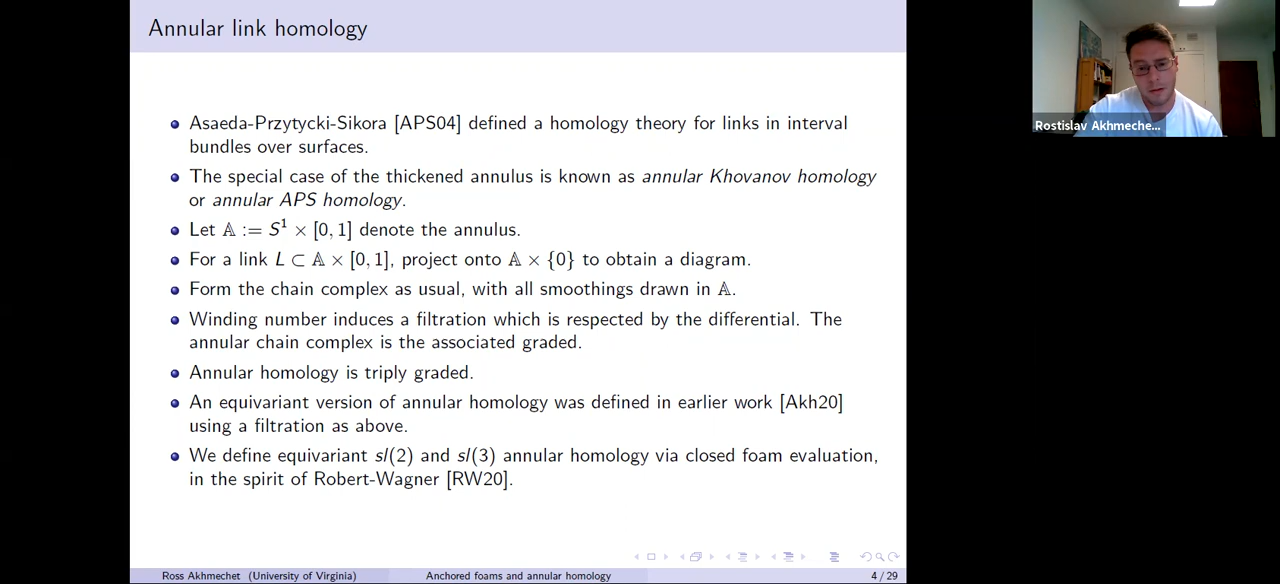 Annular link homology
Asaeda-Przytycki-Sikora [APS04] defined a homology theory for links in interval
bundles over surfaces.
The special case of the thickened annulus is known as annular Khovanov homology
or annular APS homology.
Let 𝔸 := S¹ × [0, 1] denote the annulus.
For a link L ⊂ 𝔸 × [0, 1], project onto 𝔸 × {0} to obtain a diagram.
Form the chain complex as usual, with all smoothings drawn in 𝔸.
Winding number induces a filtration which is respected by the differential. The
annular chain complex is the associated graded.
Annular homology is triply graded.
An equivariant version of annular homology was defined in earlier work [Akh20]
using a filtration as above.
We define equivariant sl(2) and sl(3) annular homology via closed foam evaluation,
in the spirit of Robert-Wagner [RW20].
Ross Akhmechet (University of Virginia)
Anchored foams and annular homology
4 / 29
Rostislav Akhmeche...